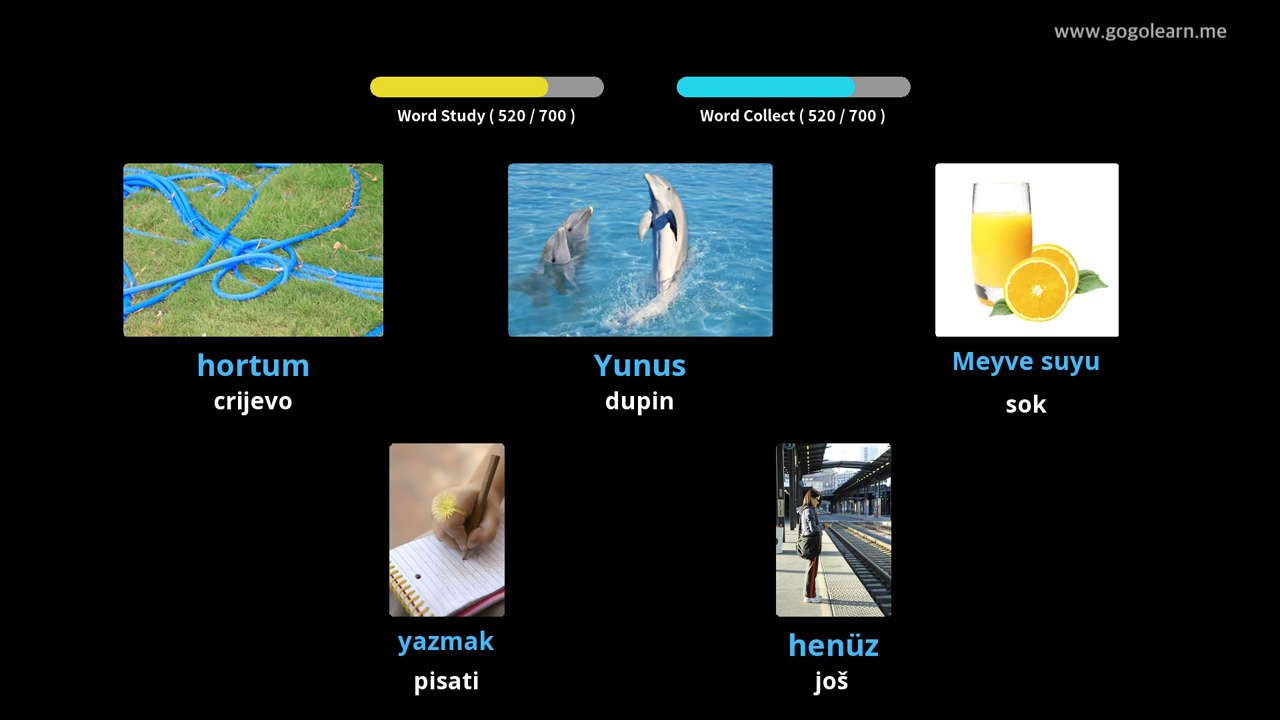 www.gogolearn.me
Word Study ( 520 / 700 )
Word Collect ( 520 / 700 )
hortum
crijevo
Yunus
dupin
Meyve suyu
sok
yazmak
pisati
henüz
još